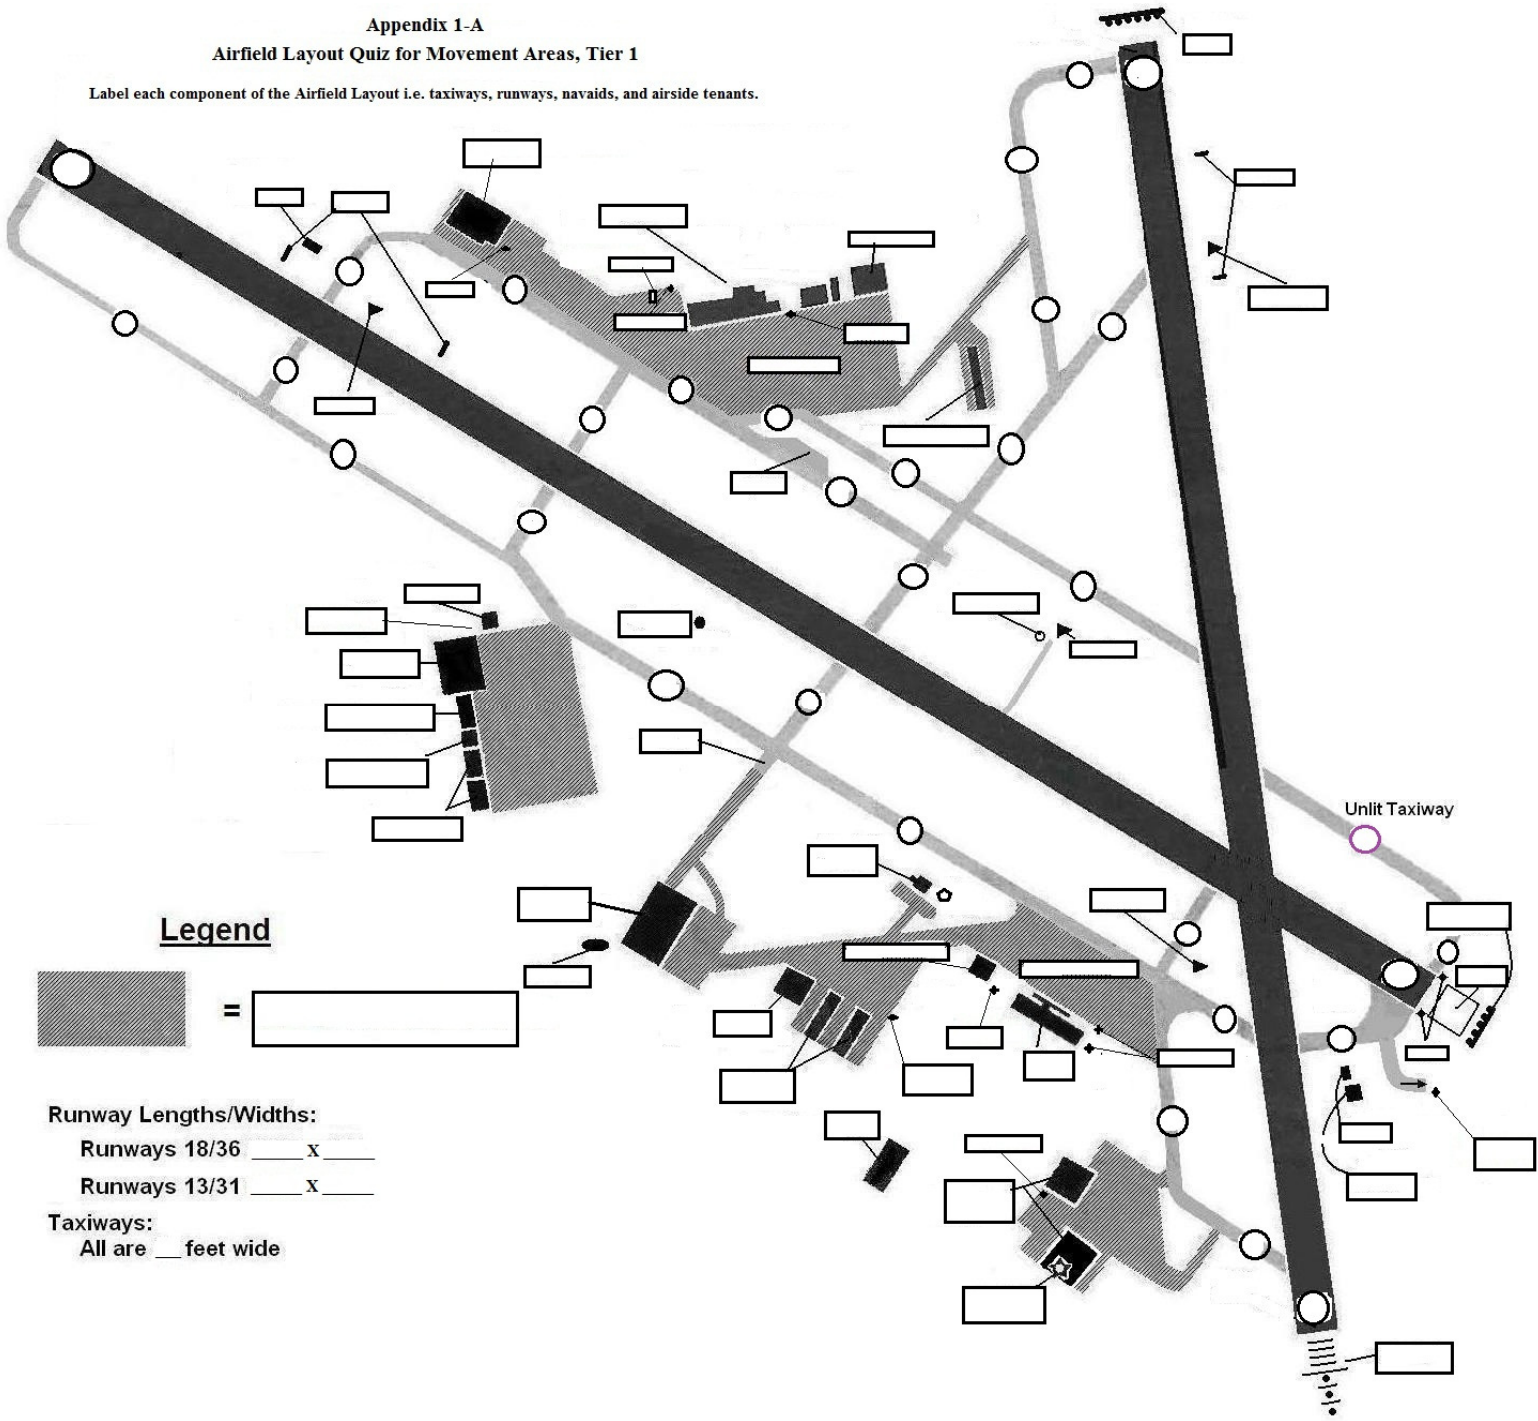 Appendix 1-A
Airfield Layout Quiz for Movement Areas, Tier 1
Label each component of the Airfield Layout i.e. taxiways, runways, navaids, and airside tenants.
Unlit Taxiway
Legend
=
Runway Lengths/Widths:
Runways 18/36 ____ x ____
Runways 13/31 ____ x ____
Taxiways:
All are __ feet wide